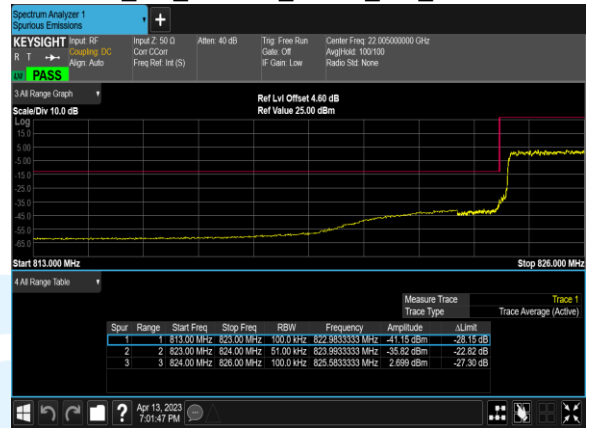 Spectrum Analyzer 1
Spurious Emissions
+
KEYSIGHT Input: RF Input Z: 50 Ω Atten: 40 dB Trig: Free Run Center Freq: 22.005000000 GHz
R T Coupling: DC Corr CCorr Gate: Off Avg|Hold: 100/100
Align: Auto Freq Ref: Int (S) IF Gain: Low Radio Std: None
PASS
3 All Range Graph
Ref Lvl Offset 4.60 dB
Scale/Div 10.0 dB Ref Value 25.00 dBm
Log
15.0
5.00
-5.00
-15.0
-25.0
-35.0
-45.0
-55.0
-65.0
Start 813.000 MHz Stop 826.000 MHz
4 All Range Table
Measure Trace Trace 1
Trace Type Trace Average (Active)
Spur Range Start Freq Stop Freq RBW Frequency Amplitude ΔLimit
1 1 813.00 MHz 823.00 MHz 100.0 kHz 822.9833333 MHz -41.15 dBm -28.15 dB
2 2 823.00 MHz 824.00 MHz 51.00 kHz 823.9933333 MHz -35.82 dBm -22.82 dB
3 3 824.00 MHz 826.00 MHz 100.0 kHz 825.5833333 MHz 2.699 dBm -27.30 dB
? Apr 13, 2023
7:01:47 PM